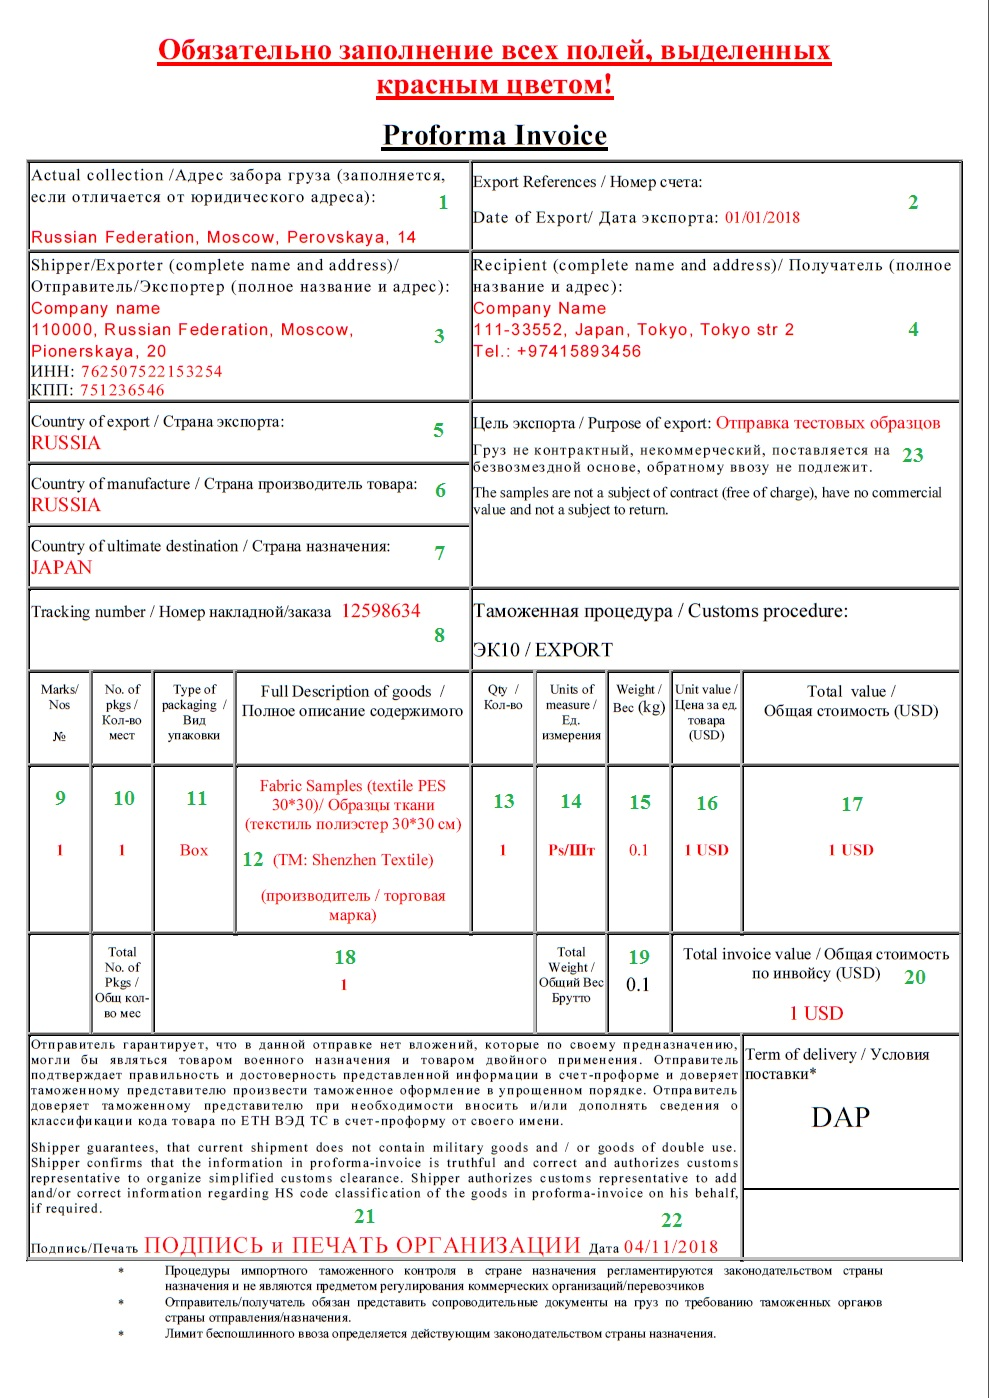 Обязательно заполнение всех полей, выделенных
красным цветом!
Proforma Invoice
Actual collection /Адрес забора груза (заполняется,
если отличается от юридического адреса):
1
Russian Federation, Moscow, Perovskaya, 14
Export References / Номер счета:
2
Date of Export/ Дата экспорта: 01/01/2018
Shipper/Exporter (complete name and address)/
Отправитель/Экспортер (полное название и адрес):
Company name
110000, Russian Federation, Moscow,
3
Pionerskaya, 20
ИНН: 762507522153254
КПП: 751236546
Recipient (complete name and address)/ Получатель (полное
название и адрес):
Company Name
111-33552, Japan, Tokyo, Tokyo str 2
4
Tel.: +97415893456
Country of export / Страна экспорта:
5
RUSSIA
Country of manufacture / Страна производитель товара:
6
RUSSIA
Country of ultimate destination / Страна назначения:
7
JAPAN
Цель экспорта / Purpose of export: Отправка тестовых образцов
Груз не контрактный, некоммерческий, поставляется на
23
безвозмездной основе, обратному ввозу не подлежит.
The samples are not a subject of contract (free of charge), have no commercial
value and not a subject to return.
Tracking number / Номер накладной/заказа 12598634
8
Таможенная процедура / Customs procedure:
ЭК10 / EXPORT
Marks/
Nos
№
No. of
pkgs /
Кол-во
мест
Type of
packaging /
Вид
упаковки
Full Description of goods /
Полное описание содержимого
Qty /
Кол-во
Units of
measure /
Ед.
измерения
Weight /
Вес (kg)
Unit value /
Цена за ед.
товара
(USD)
Total value /
Общая стоимость (USD)
9
1
10
1
11
Box
Fabric Samples (textile PES
30*30)/ Образцы ткани
(текстиль полиэстер 30*30 см)
12 (TM: Shenzhen Textile)
(производитель / торговая
марка)
13
1
14
Ps/Шт
15
0.1
16
1 USD
17
1 USD
Total
No. of
Pkgs /
Общ кол-
во мес
18
1
Total
Weight /
Общий Вес
Брутто
19
0.1
Total invoice value / Общая стоимость
по инвойсу (USD)
20
1 USD
Отправитель гарантирует, что в данной отправке нет вложений, которые по своему предназначению,
могли бы являться товаром военного назначения и товаром двойного применения. Отправитель
подтверждает правильность и достоверность представленной информации в счет-проформе и доверяет
таможенному представителю произвести таможенное оформление в упрощенном порядке. Отправитель
доверяет таможенному представителю при необходимости вносить и/или дополнять сведения о
классификации кода товара по ЕТН ВЭД ТС в счет-проформу от своего имени.
Shipper guarantees, that current shipment does not contain military goods and / or goods of double use.
Shipper confirms that the information in proforma-invoice is truthful and correct and authorizes customs
representative to organize simplified customs clearance. Shipper authorizes customs representative to add
and/or correct information regarding HS code classification of the goods in proforma-invoice on his behalf,
if required.
21
22
Подпись/Печать ПОДПИСЬ и ПЕЧАТЬ ОРГАНИЗАЦИИ Дата 04/11/2018
Term of delivery / Условия
поставки*
DAP
* Процедуры импортного таможенного контроля в стране назначения регламентируются законодательством страны
назначения и не являются предметом регулирования коммерческих организаций/перевозчиков
* Отправитель/получатель обязан представить сопроводительные документы на груз по требованию таможенных органов
страны отправления/назначения.
* Лимит беспошлинного ввоза определяется действующим законодательством страны назначения.